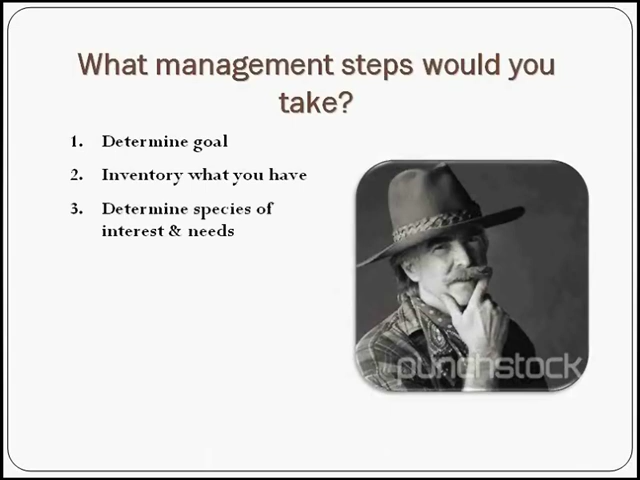 What management steps would you
take?
1. Determine goal
2. Inventory what you have
3. Determine species of
interest & needs
punchstock